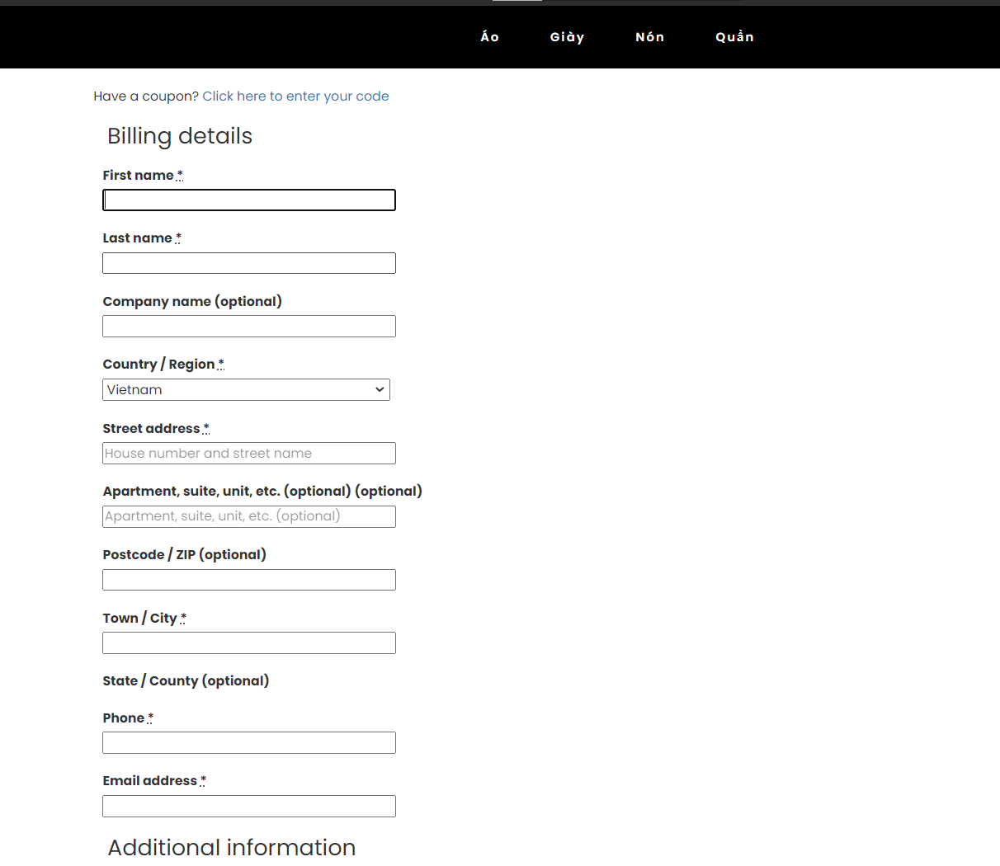 Áo Giày Nón Quần
Have a coupon? Click here to enter your code
Billing details
First name *
Last name *
Company name (optional)
Country / Region *
Vietnam
Street address *
House number and street name
Apartment, suite, unit, etc. (optional) (optional)
Apartment, suite, unit, etc. (optional)
Postcode / ZIP (optional)
Town / City *
State / County (optional)
Phone *
Email address *
Additional information